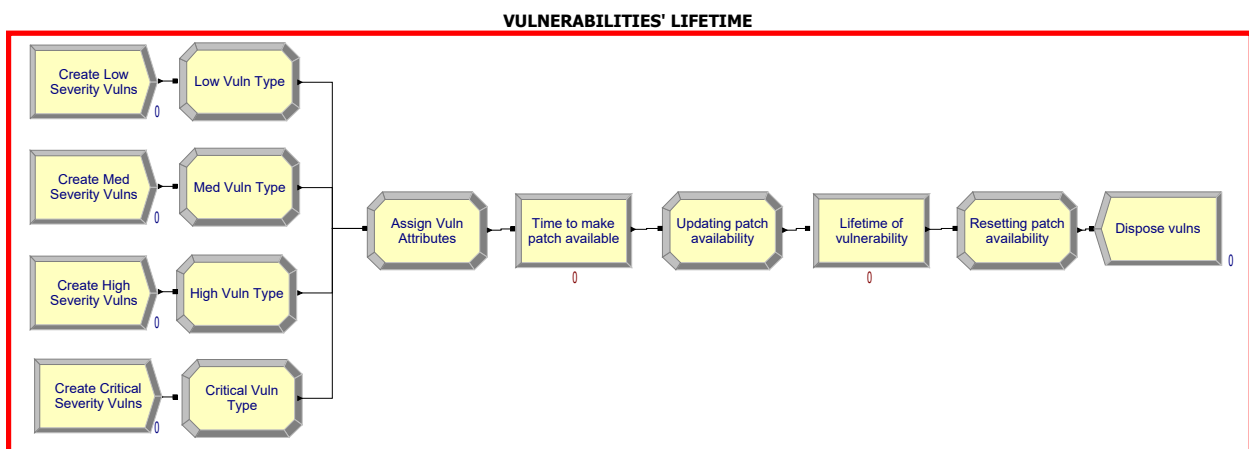 VULNERABILITIES' LIFETIME
Create Low
Severity Vulns
0
Low Vuln Type
Create Med
Severity Vulns
0
Med Vuln Type
Create High
Severity Vulns
0
High Vuln Type
Create Critical
Severity Vulns
0
Critical Vuln
Type
Assign Vuln
Attributes
Time to make
patch available
0
Updating patch
availability
Lifetime of
vulnerability
0
Resetting patch
availability
Dispose vulns
0